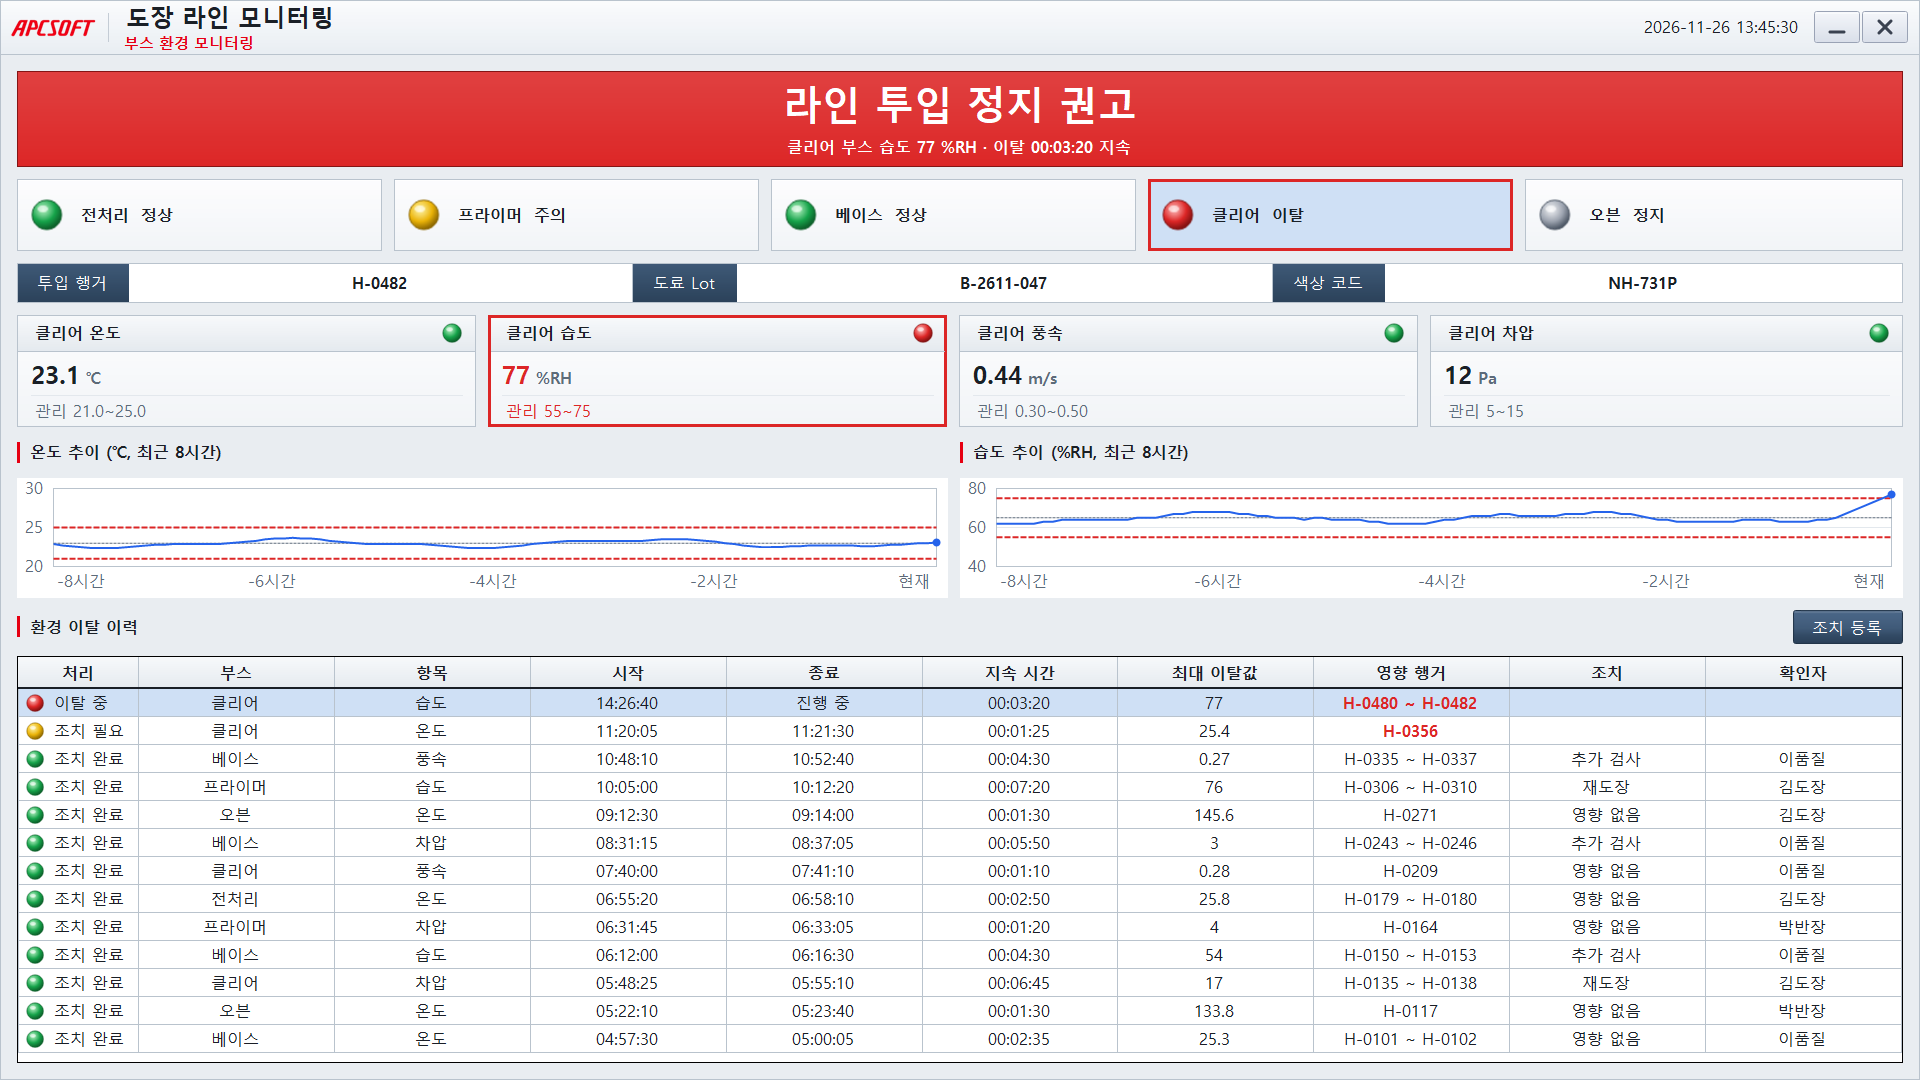 APCSOFT
도장 라인 모니터링
부스 환경 모니터링
2026-11-26 13:45:30
라인 투입 정지 권고
클리어 부스 습도 77 %RH · 이탈 00:03:20 지속
전처리 정상
프라이머 주의
베이스 정상
클리어 이탈
오븐 정지
투입 행거 H-0482 도료 Lot B-2611-047 색상 코드 NH-731P
클리어 온도
23.1 ℃
관리 21.0~25.0
클리어 습도
77 %RH
관리 55~75
클리어 풍속
0.44 m/s
관리 0.30~0.50
클리어 차압
12 Pa
관리 5~15
온도 추이 (℃, 최근 8시간)
30
25
20
-8시간 -6시간 -4시간 -2시간 현재
습도 추이 (%RH, 최근 8시간)
80
60
40
-8시간 -6시간 -4시간 -2시간 현재
환경 이탈 이력
조치 등록
처리 부스 항목 시작 종료 지속 시간 최대 이탈값 영향 행거 조치 확인자
이탈 중 클리어 습도 14:26:40 진행 중 00:03:20 77 H-0480 ~ H-0482
조치 필요 클리어 온도 11:20:05 11:21:30 00:01:25 25.4 H-0356
조치 완료 베이스 풍속 10:48:10 10:52:40 00:04:30 0.27 H-0335 ~ H-0337 추가 검사 이품질
조치 완료 프라이머 습도 10:05:00 10:12:20 00:07:20 76 H-0306 ~ H-0310 재도장 김도장
조치 완료 오븐 온도 09:12:30 09:14:00 00:01:30 145.6 H-0271 영향 없음 김도장
조치 완료 베이스 차압 08:31:15 08:37:05 00:05:50 3 H-0243 ~ H-0246 추가 검사 이품질
조치 완료 클리어 풍속 07:40:00 07:41:10 00:01:10 0.28 H-0209 영향 없음 이품질
조치 완료 전처리 온도 06:55:20 06:58:10 00:02:50 25.8 H-0179 ~ H-0180 영향 없음 김도장
조치 완료 프라이머 차압 06:31:45 06:33:05 00:01:20 4 H-0164 영향 없음 박반장
조치 완료 베이스 습도 06:12:00 06:16:30 00:04:30 54 H-0150 ~ H-0153 추가 검사 이품질
조치 완료 클리어 차압 05:48:25 05:55:10 00:06:45 17 H-0135 ~ H-0138 재도장 김도장
조치 완료 오븐 온도 05:22:10 05:23:40 00:01:30 133.8 H-0117 영향 없음 박반장
조치 완료 베이스 온도 04:57:30 05:00:05 00:02:35 25.3 H-0101 ~ H-0102 영향 없음 이품질